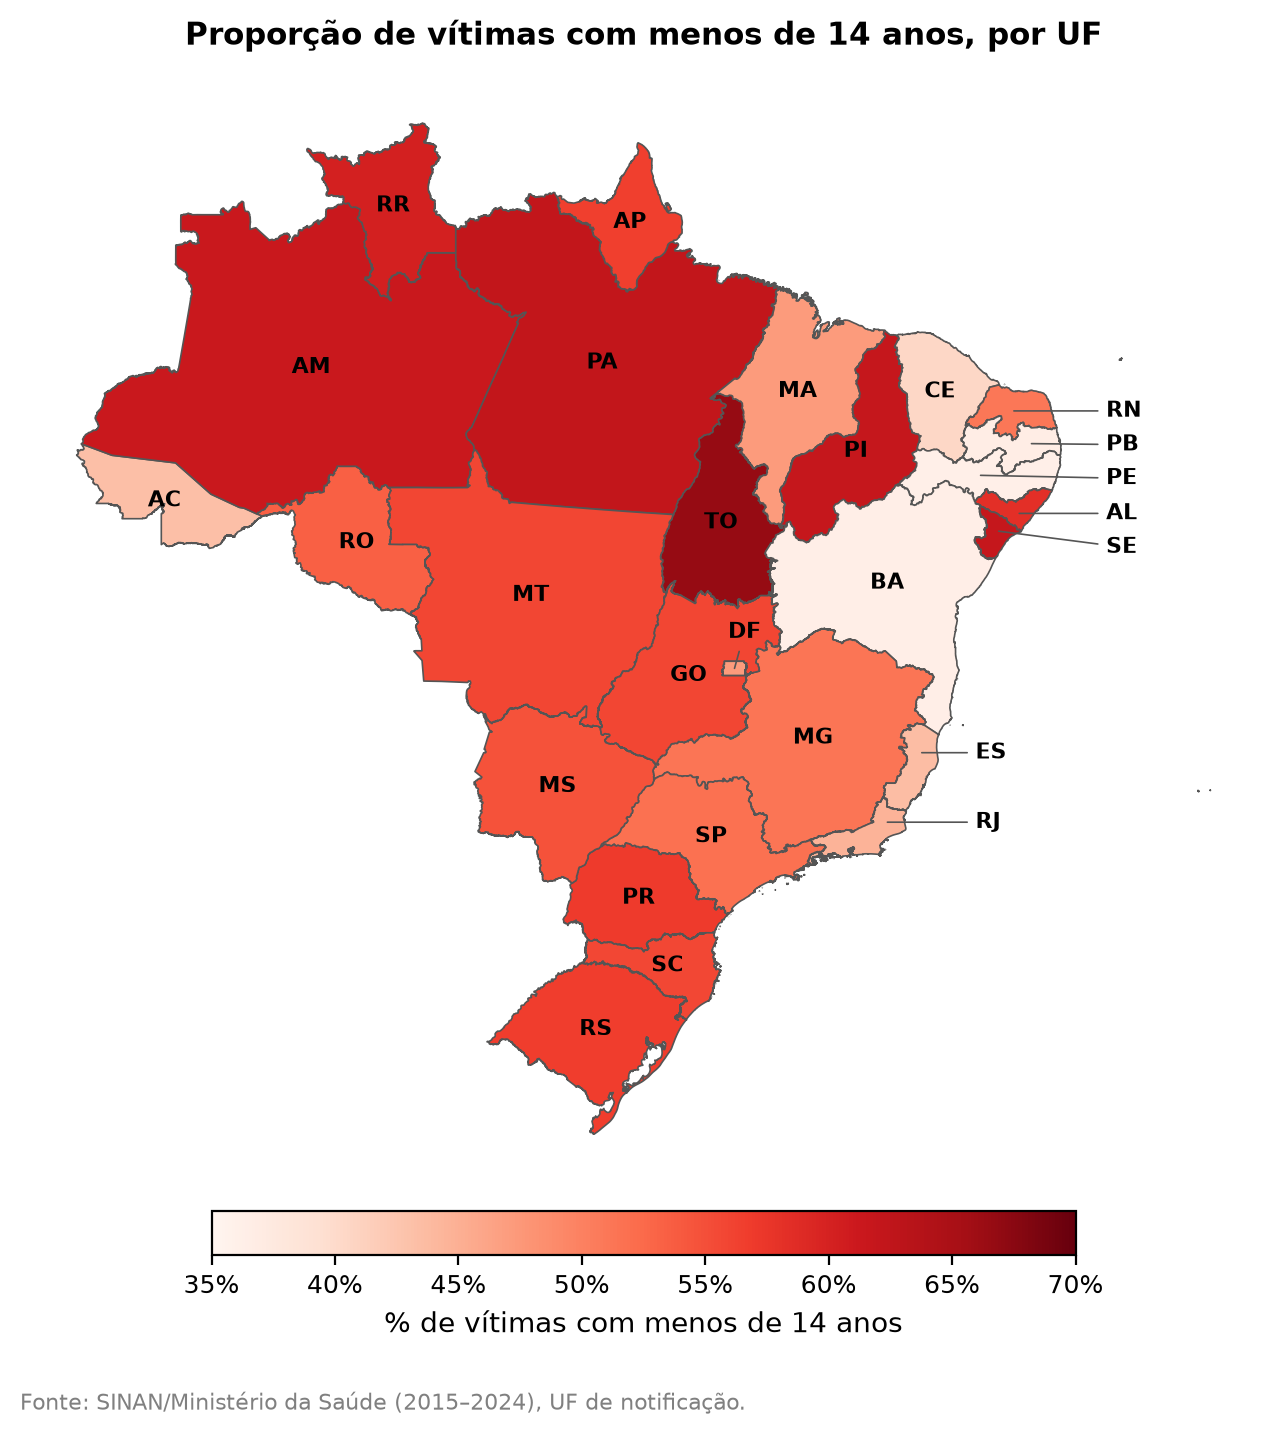 Proporção de vítimas com menos de 14 anos, por UF
RR
AP
AM
PA
MA
CE
RN
PB
PI
PE
AC
AL
TO
RO
SE
BA
MT
DF
GO
MG
ES
MS
RJ
SP
PR
SC
RS
35% 40% 45% 50% 55% 60% 65% 70%
% de vítimas com menos de 14 anos
Fonte: SINAN/Ministério da Saúde (2015–2024), UF de notificação.